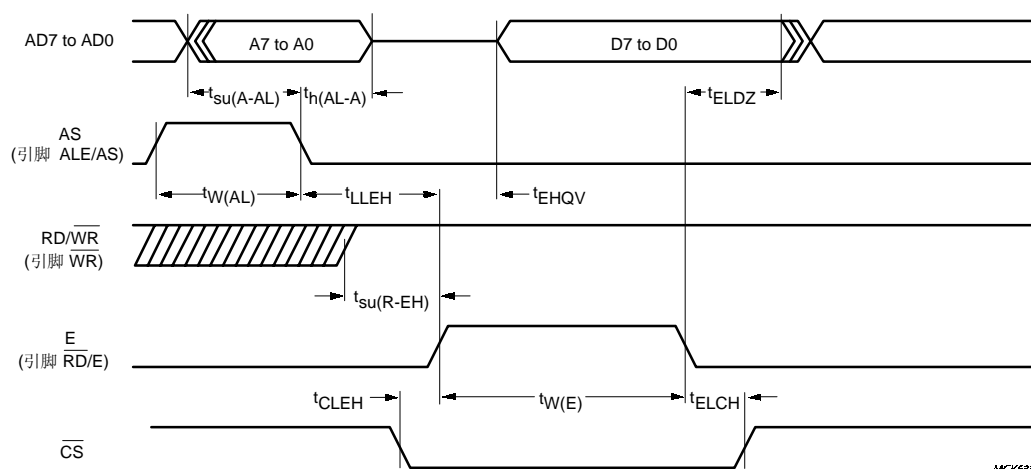 AD7 to AD0
A7 to A0
D7 to D0
tsu(A-AL)
th(AL-A)
tELDZ
AS
(引脚 ALE/AS)
tW(AL)
tLLEH
tEHQV
RD/WR
(引脚 WR)
tsu(R-EH)
E
(引脚 RD/E)
tCLEH
tW(E)
tELCH
CS